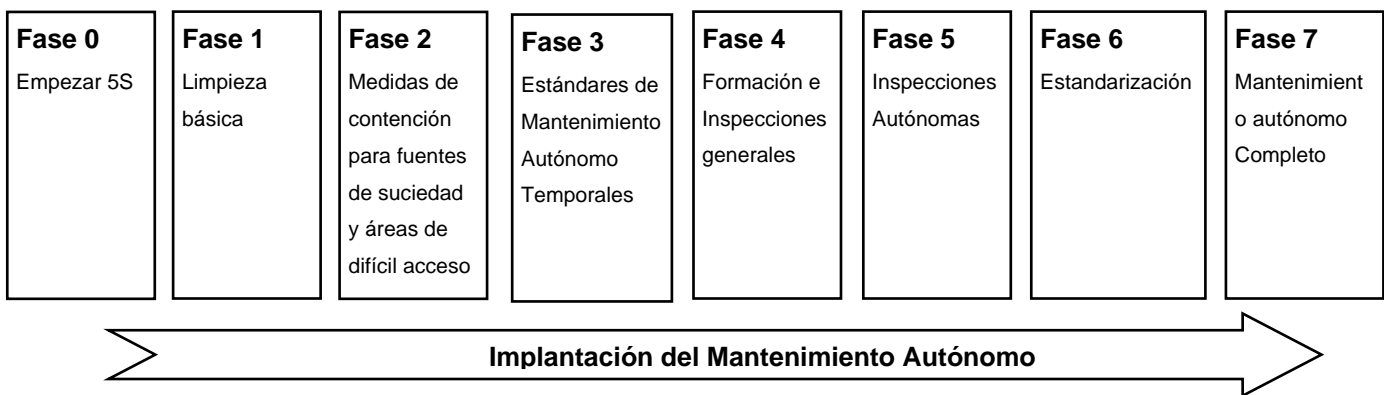 Fase 0
Empezar 5S
Fase 1
Limpieza
básica
Fase 2
Medidas de
contención
para fuentes
de suciedad
y áreas de
difícil acceso
Fase 3
Estándares de
Mantenimiento
Autónomo
Temporales
Fase 4
Formación e
Inspecciones
generales
Fase 5
Inspecciones
Autónomas
Fase 6
Estandarización
Fase 7
Mantenimient
o autónomo
Completo
Implantación del Mantenimiento Autónomo